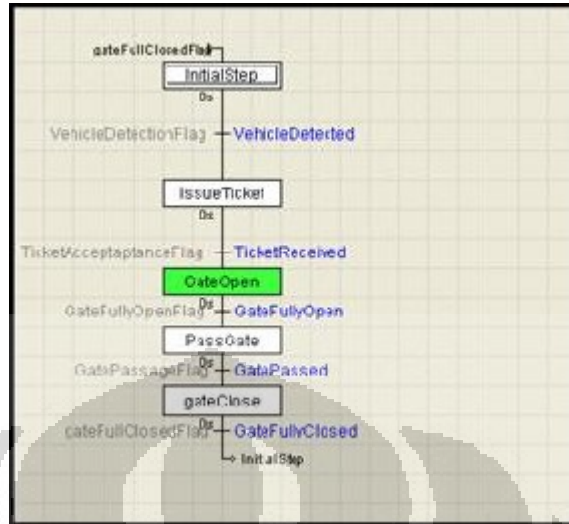 gateFullClosedFlag
InitialStep
0s
VehicleDetectionFlag VehicleDetected
IssueTicket
0s
TicketAcceptaptanceFlag TicketReceived
GateOpen
0s
GateFullyOpenFlag GateFullyOpen
PassGate
0s
GatePassageFlag GatePassed
gateClose
0s
gateFullClosedFlag GateFullyClosed
InitialStep